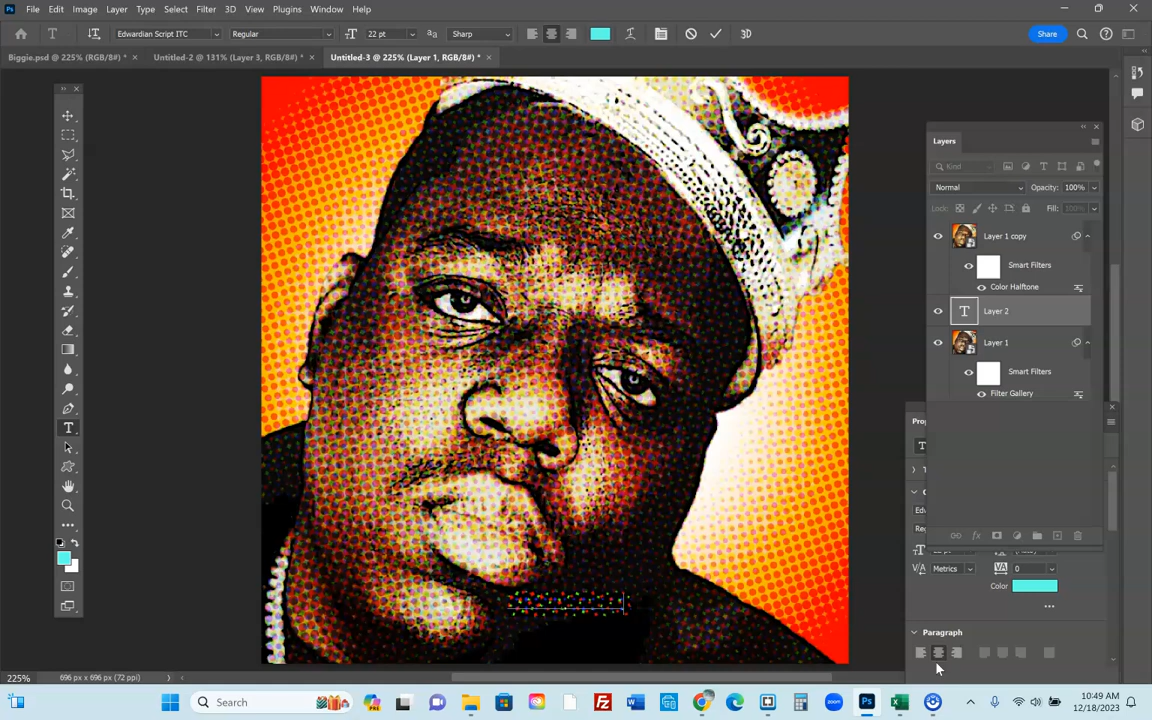 File Edit Image Layer Type Select Filter 3D View Plugins Window Help
Edwardian Script ITC Regular 22 pt Sharp 3D Share
Biggie.psd @ 225% (RGB/8#) * Untitled-2 @ 131% (Layer 3, RGB/8#) * Untitled-3 @ 225% (Layer 1, RGB/8#) *
Layers
Kind
Normal Opacity: 100%
Lock: Fill: 100%
Layer 1 copy
Smart Filters
Color Halftone
Layer 2
Layer 1
Smart Filters
Filter Gallery
Metrics 0
Color
Paragraph
225% 696 px x 696 px (72 ppi)
Search
10:49 AM
12/18/2023